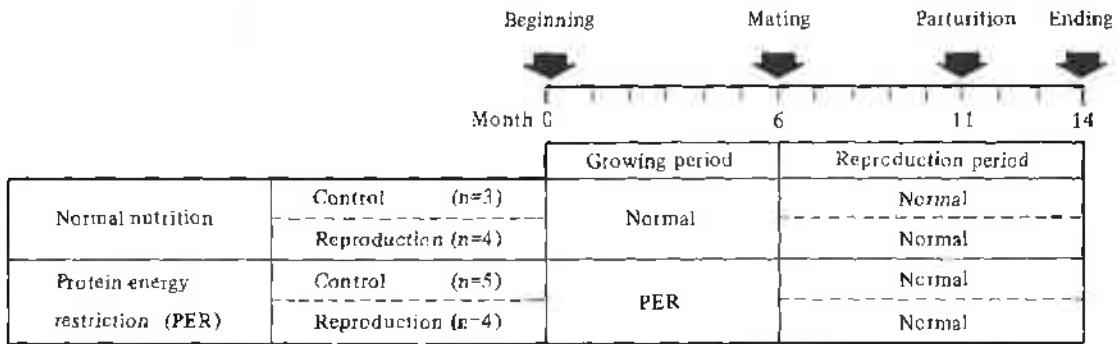 Beginning Mating Parturition Ending
Month 0 6 11 14
Growing period Reproduction period
Normal nutrition Control (n=3) Normal Normal
Reproduction (n=4) Normal
Protein energy restriction (PER) Control (n=5) PER Normal
Reproduction (n=4) Normal